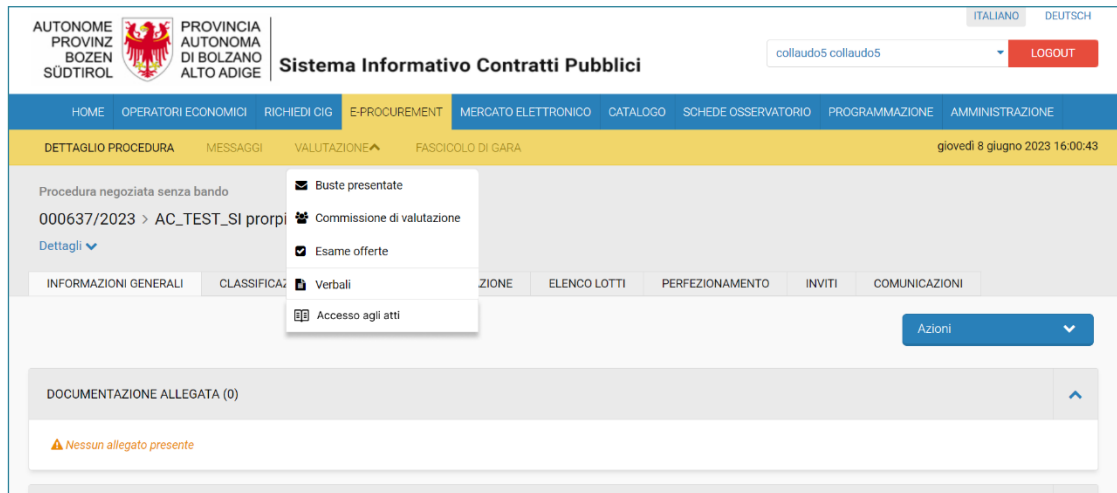 ITALIANO DEUTSCH
AUTONOME PROVINZ BOZEN SÜDTIROL
PROVINCIA AUTONOMA DI BOLZANO ALTO ADIGE
Sistema Informativo Contratti Pubblici
collaudo5 collaudo5
LOGOUT
HOME OPERATORI ECONOMICI RICHIEDI CIG E-PROCUREMENT MERCATO ELETTRONICO CATALOGO SCHEDE OSSERVATORIO PROGRAMMAZIONE AMMINISTRAZIONE
DETTAGLIO PROCEDURA MESSAGGI VALUTAZIONE FASCICOLO DI GARA giovedì 8 giugno 2023 16:00:43
Procedura negoziata senza bando
000637/2023 > AC_TEST_SI prorpi
Dettagli
Buste presentate
Commissione di valutazione
Esame offerte
Verbali
Accesso agli atti
INFORMAZIONI GENERALI CLASSIFICAZ ZIONE ELENCO LOTTI PERFEZIONAMENTO INVITI COMUNICAZIONI
Azioni
DOCUMENTAZIONE ALLEGATA (0)
Nessun allegato presente